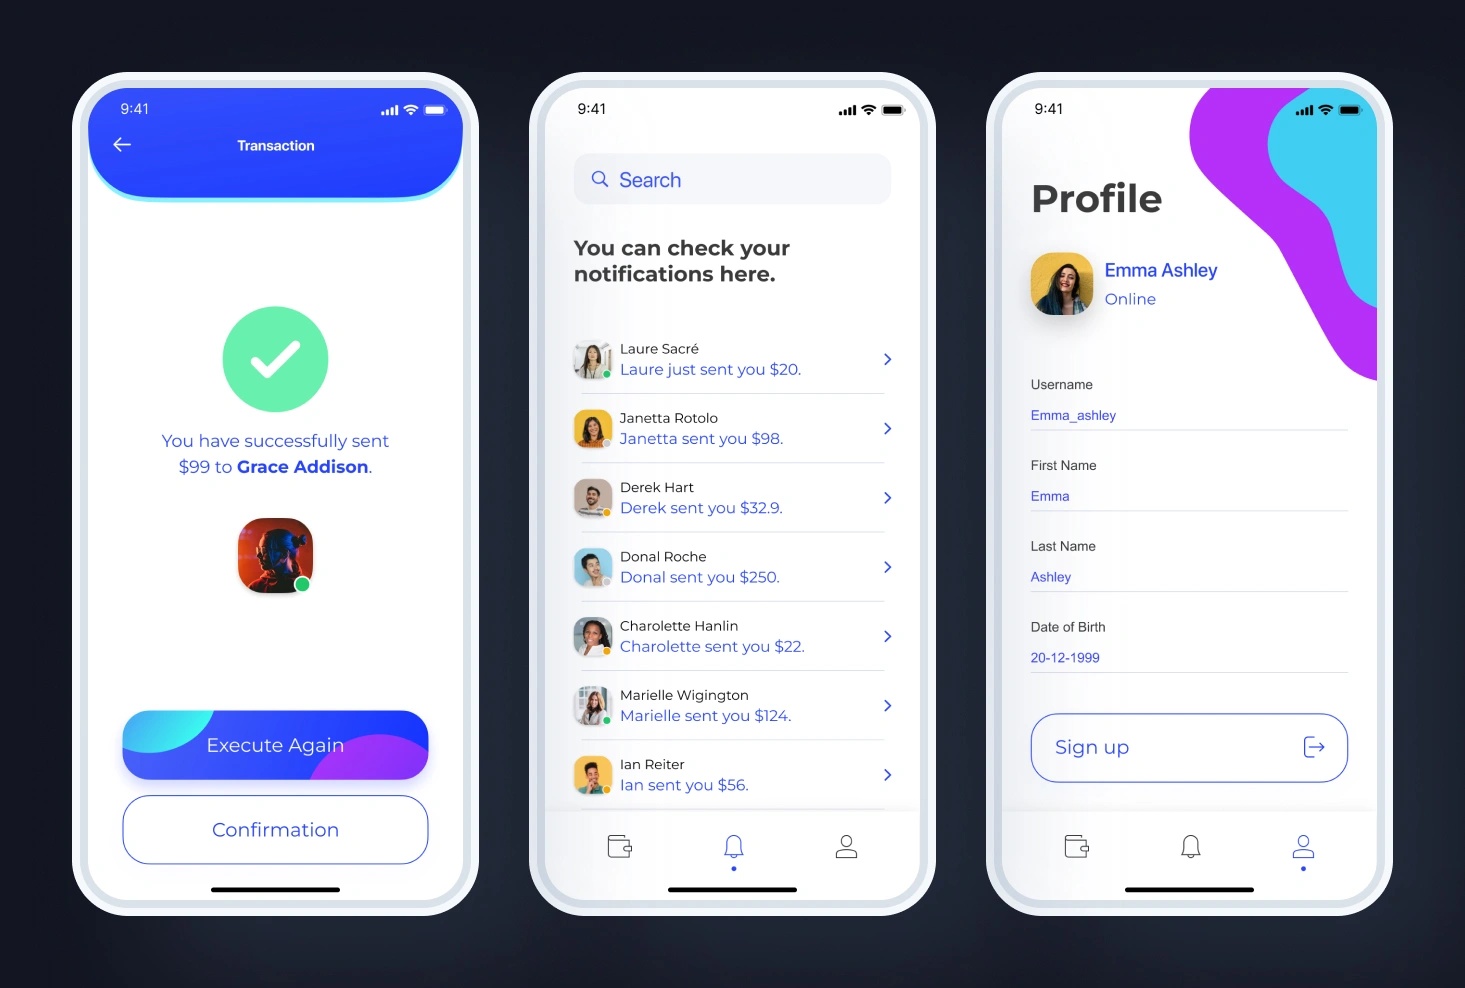 9:41
Transaction
You have successfully sent
$99 to Grace Addison.
Execute Again
Confirmation
9:41
Search
You can check your
notifications here.
Laure Sacré
Laure just sent you $20.
Janetta Rotolo
Janetta sent you $98.
Derek Hart
Derek sent you $32.9.
Donal Roche
Donal sent you $250.
Charolette Hanlin
Charolette sent you $22.
Marielle Wigington
Marielle sent you $124.
Ian Reiter
Ian sent you $56.
9:41
Profile
Emma Ashley
Online
Username
Emma_ashley
First Name
Emma
Last Name
Ashley
Date of Birth
20-12-1999
Sign up